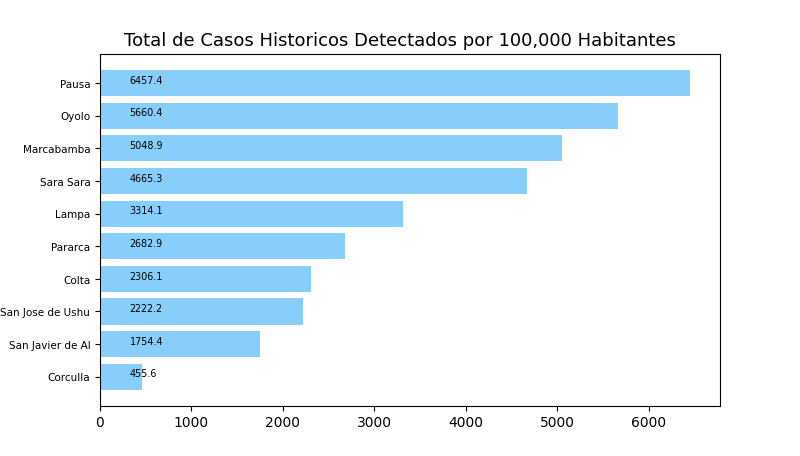 Total de Casos Historicos Detectados por 100,000 Habitantes
Pausa 6457.4
Oyolo 5660.4
Marcabamba 5048.9
Sara Sara 4665.3
Lampa 3314.1
Pararca 2682.9
Colta 2306.1
San Jose de Ushu 2222.2
San Javier de Al 1754.4
Corculla 455.6
0 1000 2000 3000 4000 5000 6000